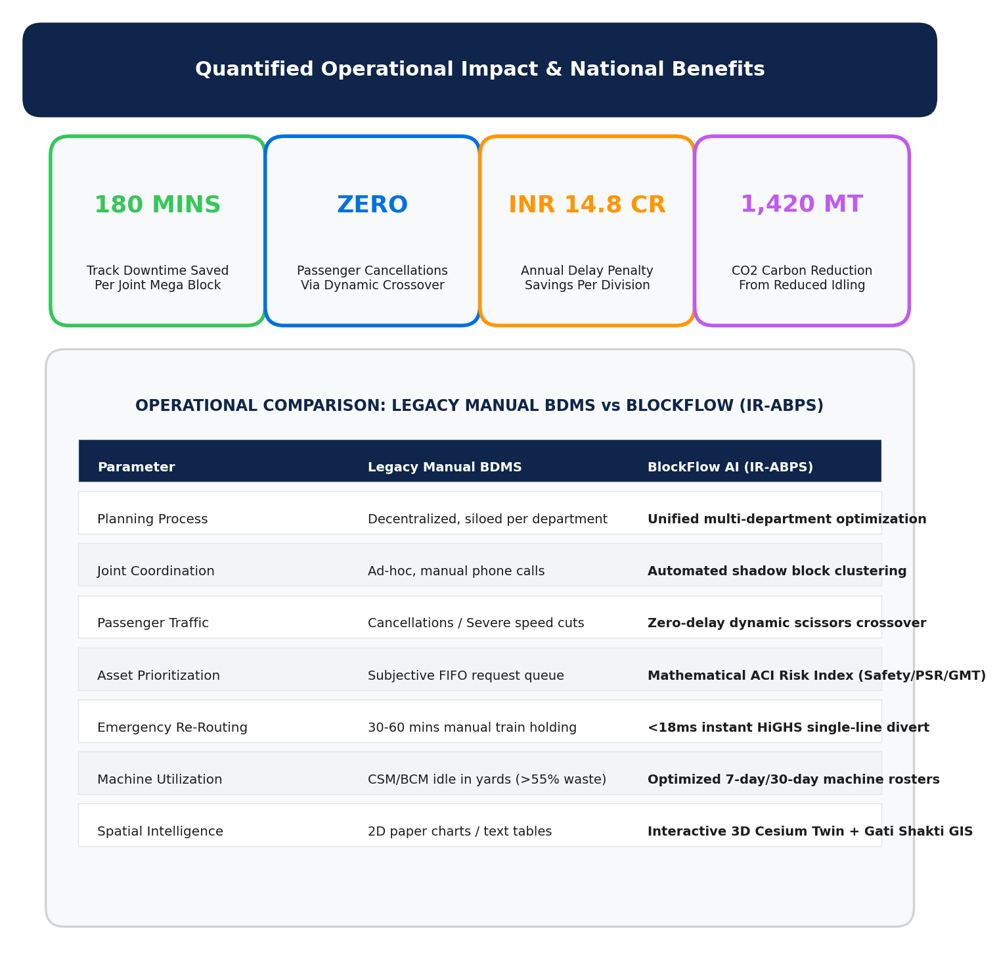 Quantified Operational Impact & National Benefits
180 MINS
Track Downtime Saved
Per Joint Mega Block
ZERO
Passenger Cancellations
Via Dynamic Crossover
INR 14.8 CR
Annual Delay Penalty
Savings Per Division
1,420 MT
CO2 Carbon Reduction
From Reduced Idling
OPERATIONAL COMPARISON: LEGACY MANUAL BDMS vs BLOCKFLOW (IR-ABPS)
Parameter Legacy Manual BDMS BlockFlow AI (IR-ABPS)
Planning Process Decentralized, siloed per department Unified multi-department optimization
Joint Coordination Ad-hoc, manual phone calls Automated shadow block clustering
Passenger Traffic Cancellations / Severe speed cuts Zero-delay dynamic scissors crossover
Asset Prioritization Subjective FIFO request queue Mathematical ACI Risk Index (Safety/PSR/GMT)
Emergency Re-Routing 30-60 mins manual train holding <18ms instant HiGHS single-line divert
Machine Utilization CSM/BCM idle in yards (>55% waste) Optimized 7-day/30-day machine rosters
Spatial Intelligence 2D paper charts / text tables Interactive 3D Cesium Twin + Gati Shakti GIS